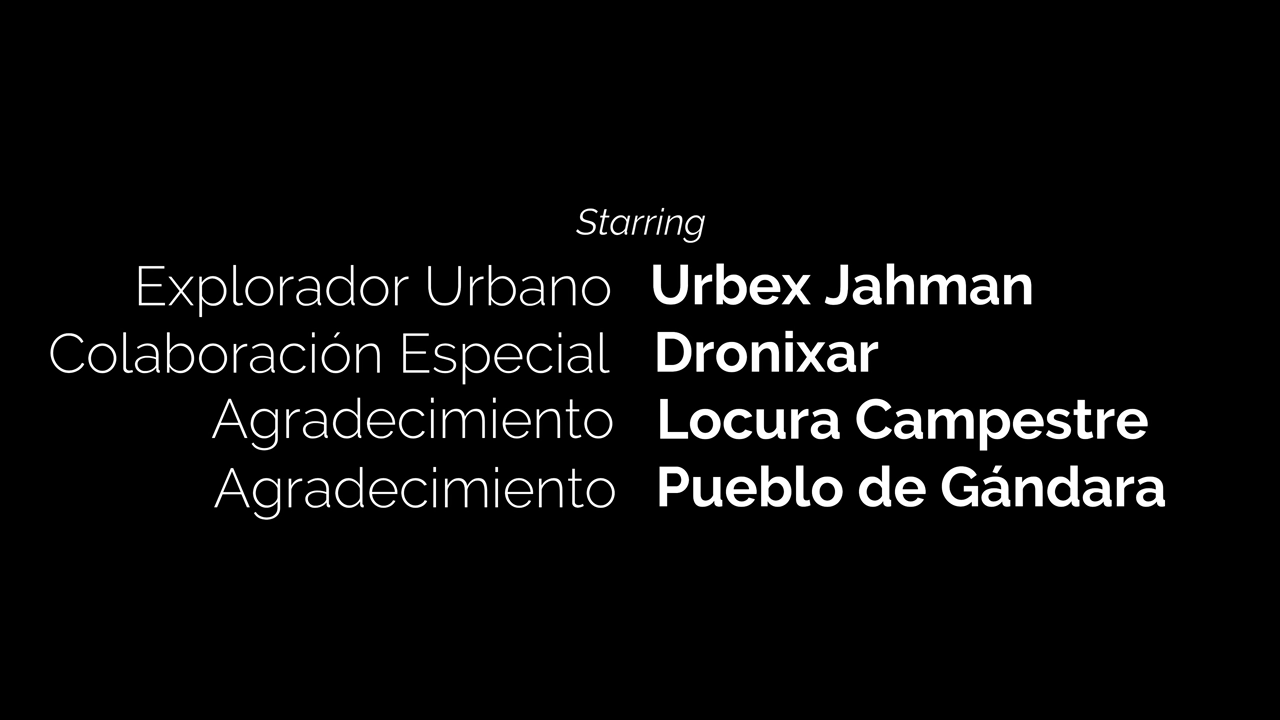 Starring
Explorador Urbano Urbex Jahman
Colaboración Especial Dronixar
Agradecimiento Locura Campestre
Agradecimiento Pueblo de Gándara